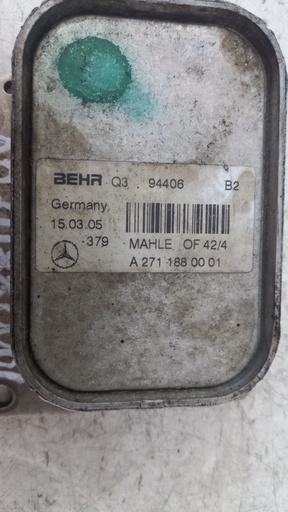 BEHR Q3 . 94406 B2
Germany
15.03.05
379 MAHLE OF 42/4
A 271 188 00 01